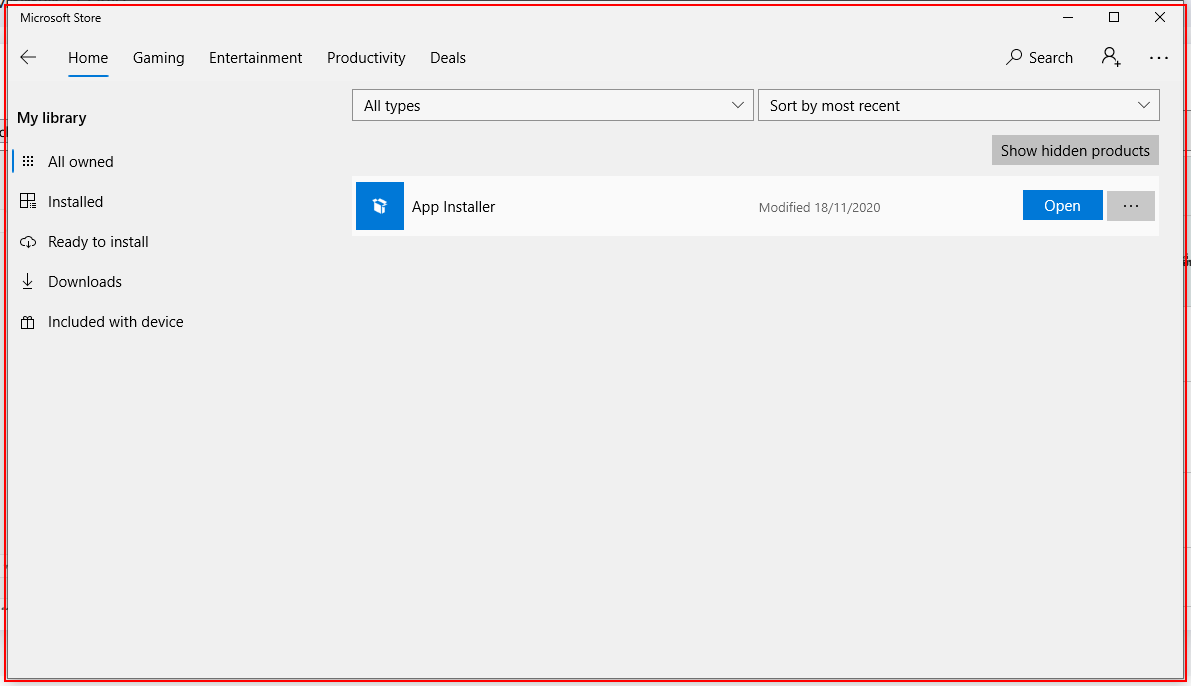 Microsoft Store
Home Gaming Entertainment Productivity Deals Search
My library
All types Sort by most recent
Show hidden products
All owned
Installed
App Installer Modified 18/11/2020 Open ...
Ready to install
Downloads
Included with device